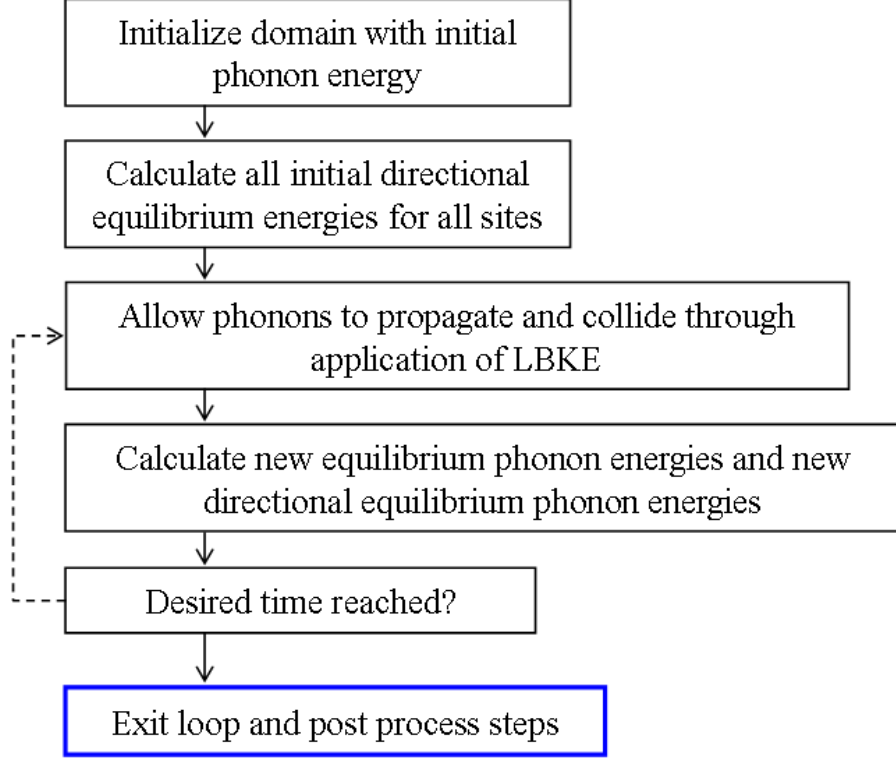 Initialize domain with initial
phonon energy
Calculate all initial directional
equilibrium energies for all sites
Allow phonons to propagate and collide through
application of LBKE
Calculate new equilibrium phonon energies and new
directional equilibrium phonon energies
Desired time reached?
Exit loop and post process steps